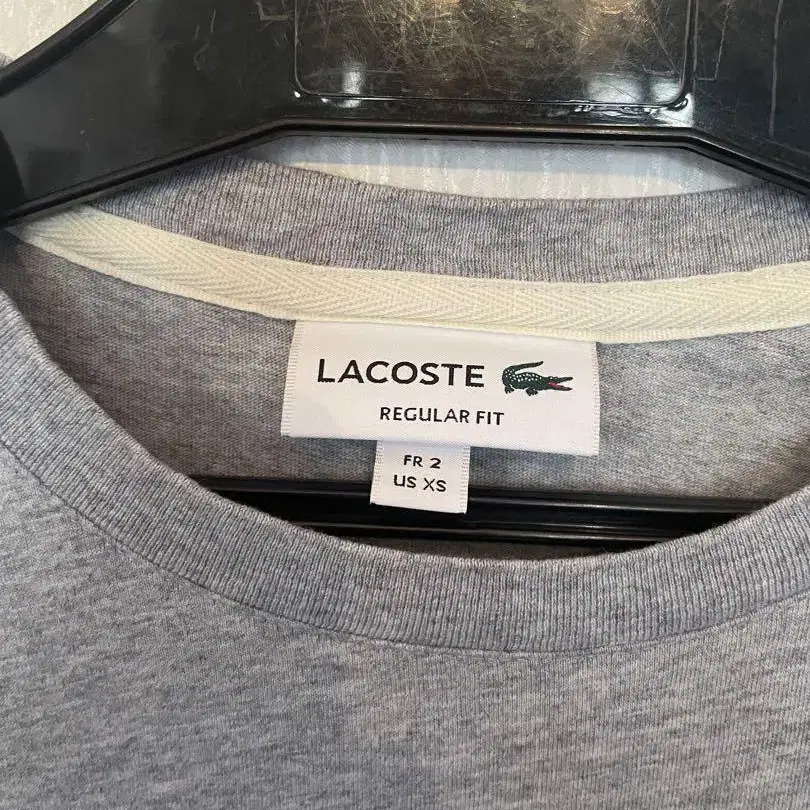 LACOSTE
REGULAR FIT
FR 2
US XS